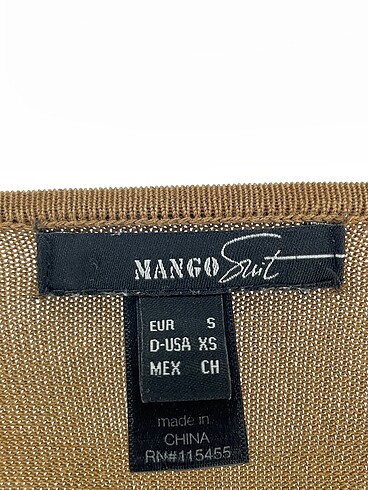 MANGO Suit
EUR S
D-USA XS
MEX CH
made in
CHINA
RN#115455